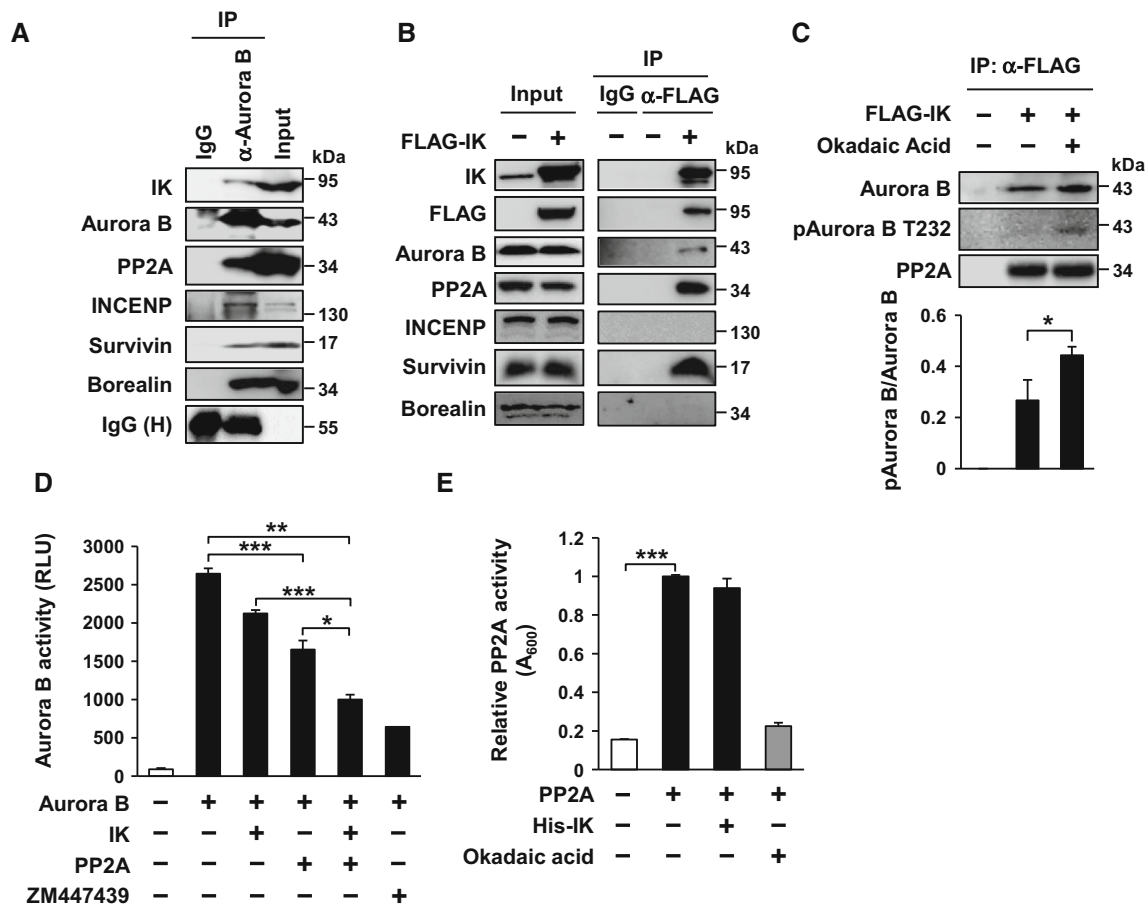 A
IP
IgG
α-Aurora B
Input
kDa
IK
95
Aurora B
43
PP2A
34
INCENP
130
Survivin
17
Borealin
34
IgG (H)
55
B
IP
Input
IgG α-FLAG
FLAG-IK − + − − + kDa
IK
95
FLAG
95
Aurora B
43
PP2A
34
INCENP
130
Survivin
17
Borealin
34
C
IP: α-FLAG
FLAG-IK − + +
Okadaic Acid − − +
kDa
Aurora B
43
pAurora B T232
43
PP2A
34
pAurora B/Aurora B
0.6
0.4
0.2
0
*
D
Aurora B activity (RLU)
3000
2500
2000
1500
1000
500
0
**
***
***
*
Aurora B − + + + + +
IK − − + − + −
PP2A − − − + + −
ZM447439 − − − − − +
E
Relative PP2A activity
(A600)
1.2
1
0.8
0.6
0.4
0.2
0
***
PP2A − + + +
His-IK − − + −
Okadaic acid − − − +